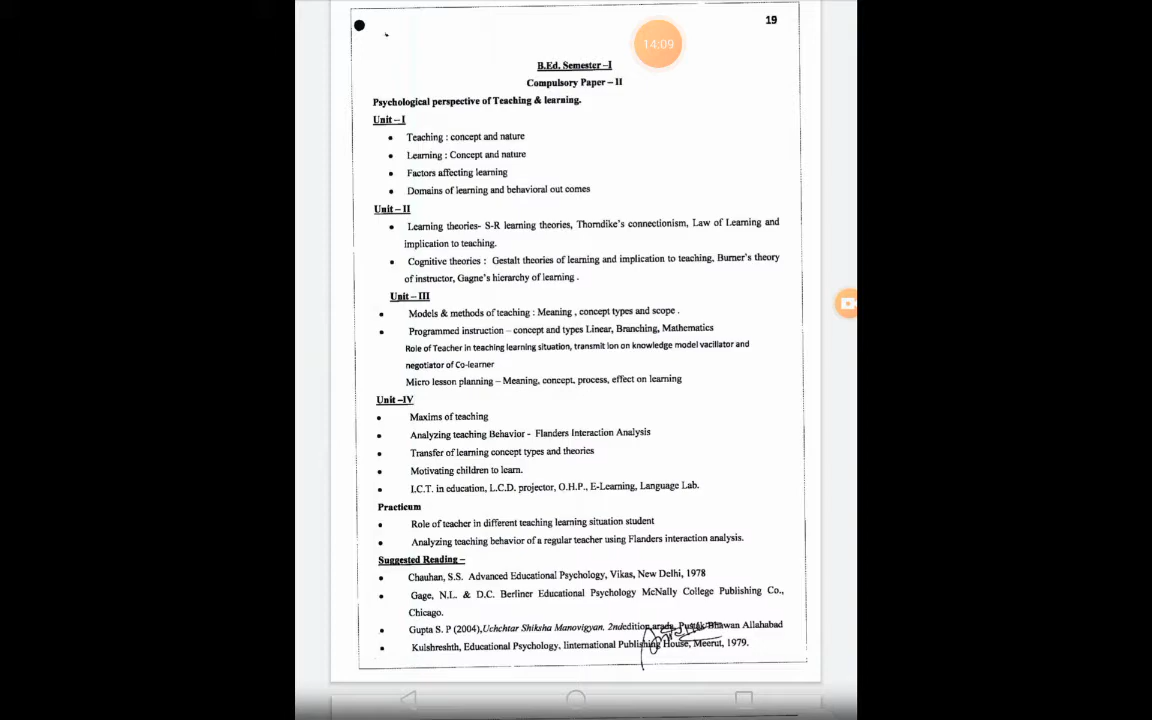 19
14:09
B.Ed. Semester –I
Compulsory Paper – II
Psychological perspective of Teaching & learning.
Unit – I
• Teaching : concept and nature
• Learning : Concept and nature
• Factors affecting learning
• Domains of learning and behavioral out comes
Unit – II
• Learning theories- S-R learning theories, Thorndike's connectionism, Law of Learning and
implication to teaching.
• Cognitive theories : Gestalt theories of learning and implication to teaching, Burner's theory
of instructor, Gagne's hierarchy of learning .
Unit – III
• Models & methods of teaching : Meaning , concept types and scope .
• Programmed instruction – concept and types Linear, Branching, Mathematics
Role of Teacher in teaching learning situation, transmit ion on knowledge model vacillator and
negotiator of Co-learner
Micro lesson planning – Meaning, concept, process, effect on learning
Unit –IV
• Maxims of teaching
• Analyzing teaching Behavior - Flanders Interaction Analysis
• Transfer of learning concept types and theories
• Motivating children to learn.
• I.C.T. in education, L.C.D. projector, O.H.P., E-Learning, Language Lab.
Practicum
• Role of teacher in different teaching learning situation student
• Analyzing teaching behavior of a regular teacher using Flanders interaction analysis.
Suggested Reading –
• Chauhan, S.S. Advanced Educational Psychology, Vikas, New Delhi, 1978
• Gage, N.L. & D.C. Berliner Educational Psychology McNally College Publishing Co.,
Chicago.
• Gupta S. P (2004),Uchchtar Shiksha Manovigyan. 2ndedition, Pustak Bhawan Allahabad
• Kulshreshth, Educational Psychology, Iinternational Publishing House, Meerut, 1979.